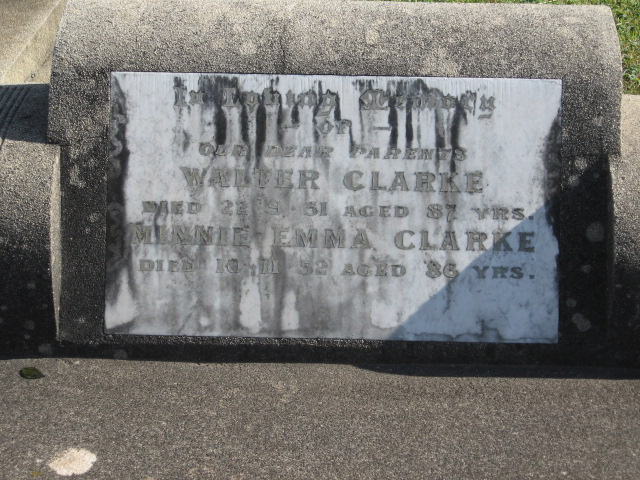 In Loving Memory
- OF -
OUR DEAR PARENTS
WALTER CLARKE
DIED 22 9 51 AGED 87 YRS.
MINNIE EMMA CLARKE
DIED 10 11 52 AGED 86 YRS.